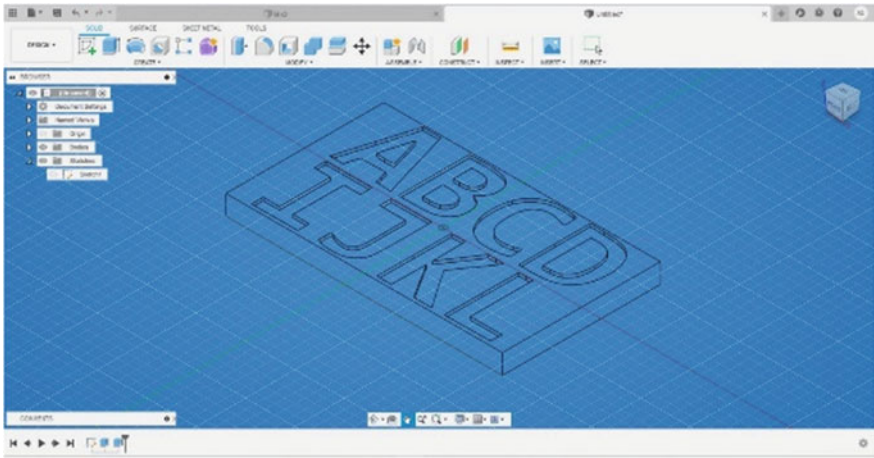 Untitled*
SOLID SURFACE SHEET METAL TOOLS
DESIGN
CREATE MODIFY ASSEMBLE CONSTRUCT INSPECT INSERT SELECT
BROWSER
Document Settings
Named Views
Origin
Bodies
Sketches
ABCD
IJKL
COMMENTS